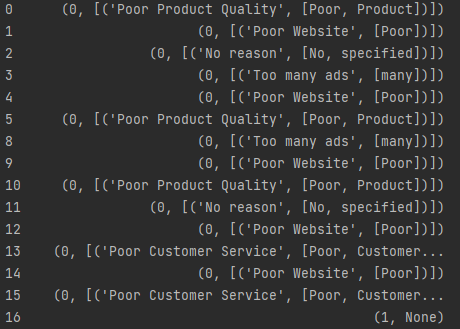 0 (0, [('Poor Product Quality', [Poor, Product])])
1 (0, [('Poor Website', [Poor])])
2 (0, [('No reason', [No, specified])])
3 (0, [('Too many ads', [many])])
4 (0, [('Poor Website', [Poor])])
5 (0, [('Poor Product Quality', [Poor, Product])])
8 (0, [('Too many ads', [many])])
9 (0, [('Poor Website', [Poor])])
10 (0, [('Poor Product Quality', [Poor, Product])])
11 (0, [('No reason', [No, specified])])
12 (0, [('Poor Website', [Poor])])
13 (0, [('Poor Customer Service', [Poor, Customer...
14 (0, [('Poor Website', [Poor])])
15 (0, [('Poor Customer Service', [Poor, Customer...
16 (1, None)